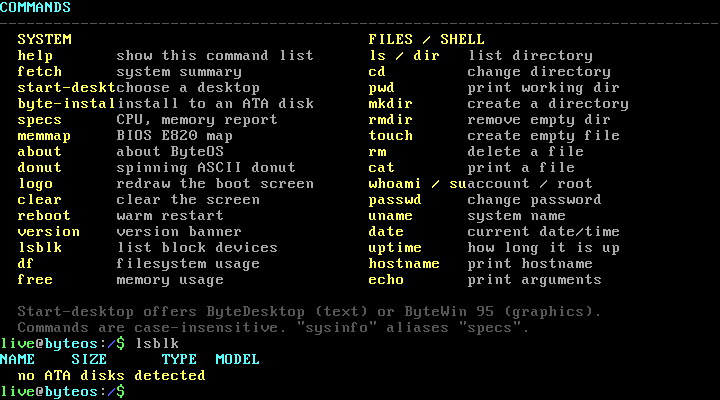 COMMANDS
SYSTEM FILES / SHELL
help show this command list ls / dir list directory
fetch system summary cd change directory
start-desktchoose a desktop pwd print working dir
byte-instalinstall to an ATA disk mkdir create a directory
specs CPU, memory report rmdir remove empty dir
memmap BIOS E820 map touch create empty file
about about ByteOS rm delete a file
donut spinning ASCII donut cat print a file
logo redraw the boot screen whoami / suaccount / root
clear clear the screen passwd change password
reboot warm restart uname system name
version version banner date current date/time
lsblk list block devices uptime how long it is up
df filesystem usage hostname print hostname
free memory usage echo print arguments
Start-desktop offers ByteDesktop (text) or ByteWin 95 (graphics).
Commands are case-insensitive. "sysinfo" aliases "specs".
live@byteos:/$ lsblk
NAME SIZE TYPE MODEL
no ATA disks detected
live@byteos:/$